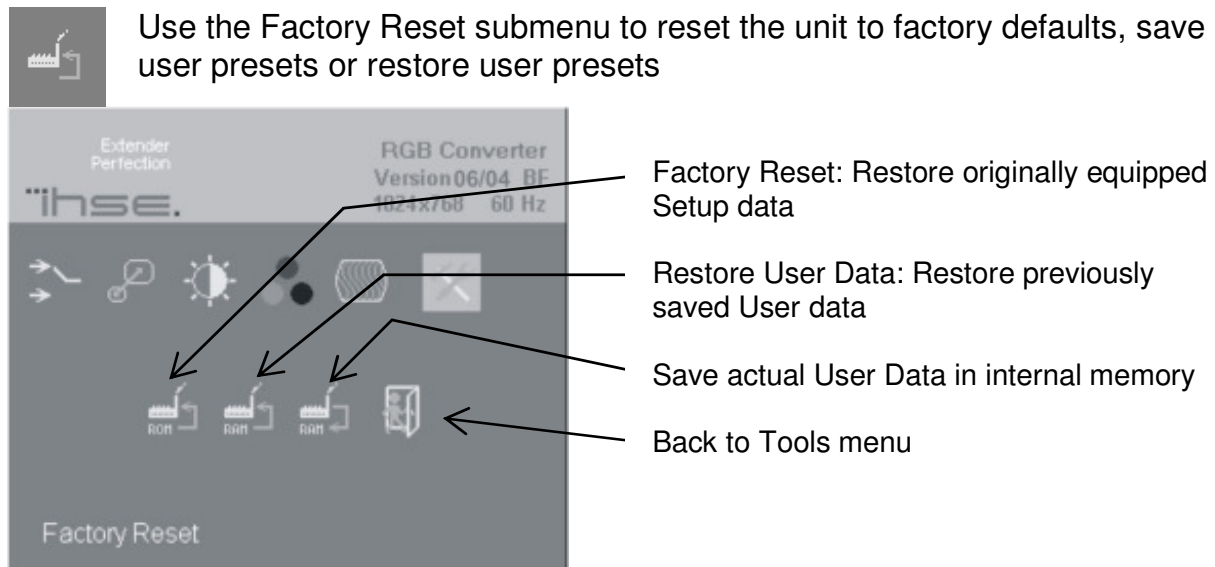 Use the Factory Reset submenu to reset the unit to factory defaults, save
user presets or restore user presets
Extender
Perfection
ihse.
RGB Converter
Version 06/04 BF
1024x768 60 Hz
Factory Reset: Restore originally equipped
Setup data
Restore User Data: Restore previously
saved User data
Save actual User Data in internal memory
Back to Tools menu
ROM
RAM
RAM
Factory Reset